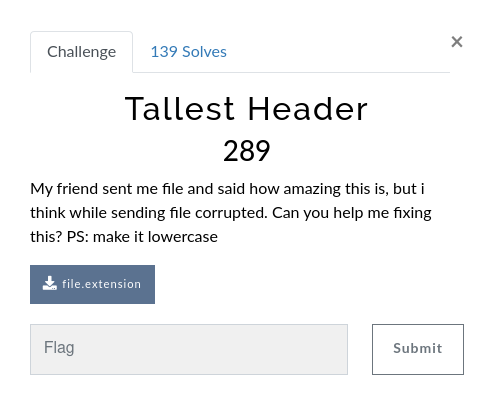 Challenge
139 Solves
×
Tallest Header
289
My friend sent me file and said how amazing this is, but i
think while sending file corrupted. Can you help me fixing
this? PS: make it lowercase
file.extension
Flag
Submit